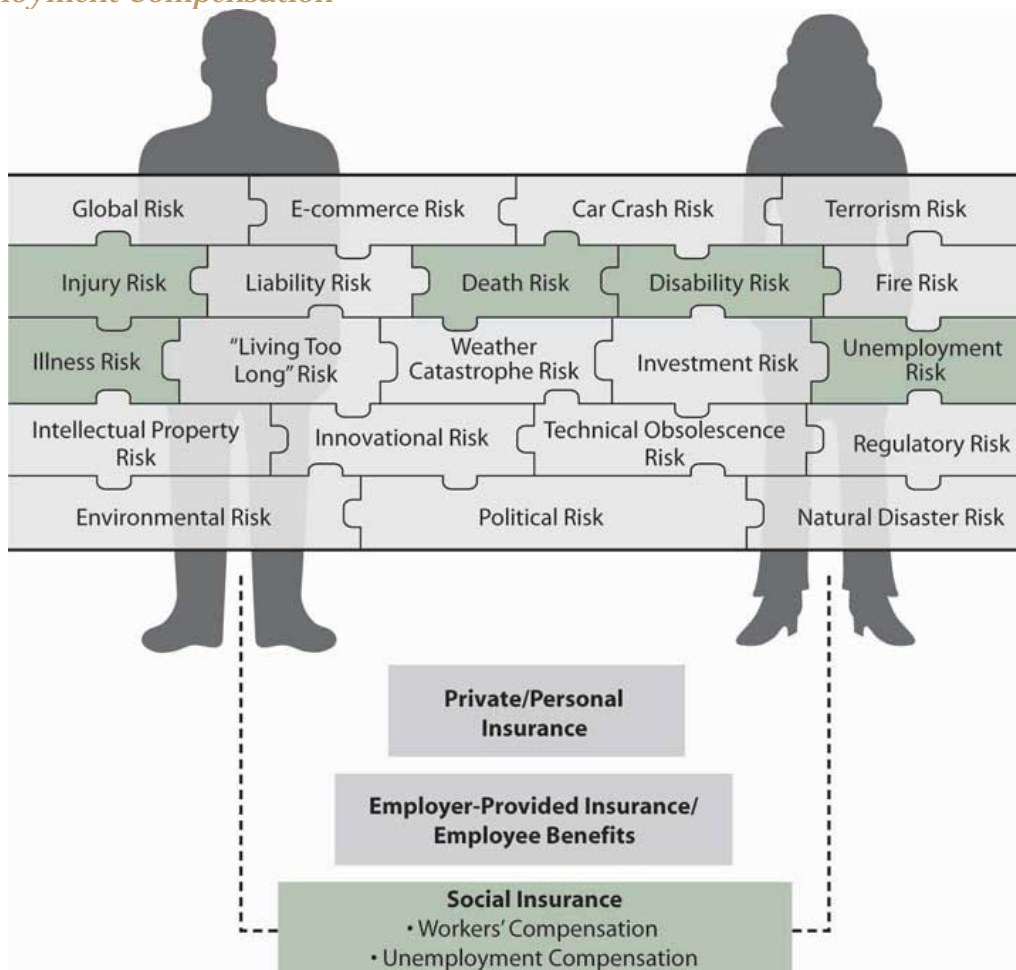 Compensation
Global Risk
E-commerce Risk
Car Crash Risk
Terrorism Risk
Injury Risk
Liability Risk
Death Risk
Disability Risk
Fire Risk
Illness Risk
“Living Too
Long” Risk
Weather
Catastrophe Risk
Investment Risk
Unemployment
Risk
Intellectual Property
Risk
Innovational Risk
Technical Obsolescence
Risk
Regulatory Risk
Environmental Risk
Political Risk
Natural Disaster Risk
Private/Personal
Insurance
Employer-Provided Insurance/
Employee Benefits
Social Insurance
• Workers’ Compensation
• Unemployment Compensation